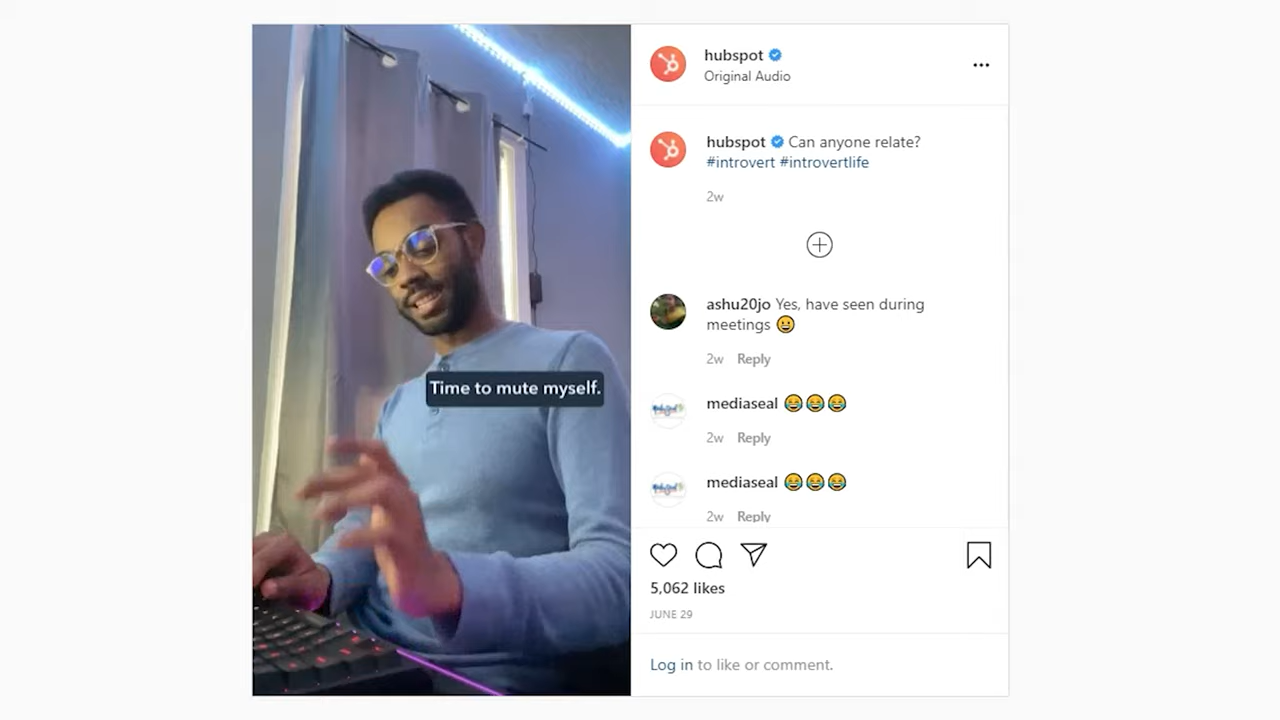 Time to mute myself.
hubspot
Original Audio
hubspot Can anyone relate?
#introvert #introvertlife
2w
ashu20jo Yes, have seen during
meetings 😀
2w Reply
mediaseal 😂😂😂
2w Reply
mediaseal 😂😂😂
2w Reply
5,062 likes
JUNE 29
Log in to like or comment.